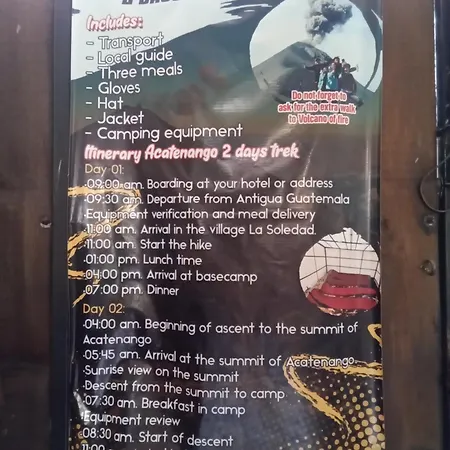 Includes:
- Transport
- Local guide
- Three meals
- Gloves
- Hat
- Jacket
- Camping equipment
Do not forget to
ask for the extra walk
to Volcano of fire
Itinerary Acatenango 2 days trek
Day 01:
·09:00 am. Boarding at your hotel or address
·09:30 am. Departure from Antigua Guatemala
·Equipment verification and meal delivery
·11:00 am. Arrival in the village La Soledad.
·11:00 am. Start the hike
·01:00 pm. Lunch time
·04:00 pm. Arrival at basecamp
·07:00 pm. Dinner
Day 02:
·04:00 am. Beginning of ascent to the summit of
Acatenango
·05:45 am. Arrival at the summit of Acatenango
·Sunrise view on the summit
·Descent from the summit to camp
·07:30 am. Breakfast in camp
·Equipment review
·08:30 am. Start of descent